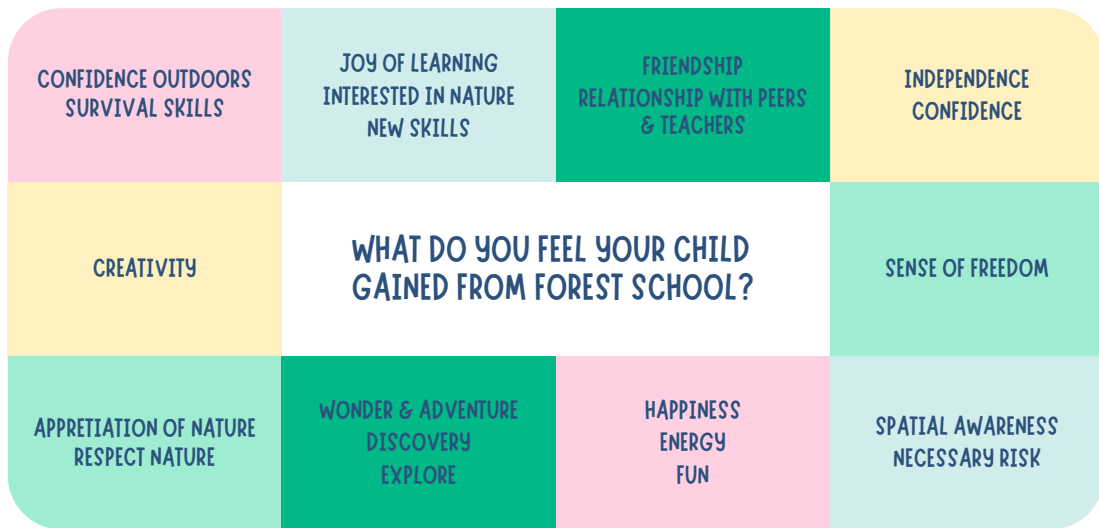 CONFIDENCE OUTDOORS
SURVIVAL SKILLS
JOY OF LEARNING
INTERESTED IN NATURE
NEW SKILLS
FRIENDSHIP
RELATIONSHIP WITH PEERS
& TEACHERS
INDEPENDENCE
CONFIDENCE
CREATIVITY
WHAT DO YOU FEEL YOUR CHILD
GAINED FROM FOREST SCHOOL?
SENSE OF FREEDOM
APPRETIATION OF NATURE
RESPECT NATURE
WONDER & ADVENTURE
DISCOVERY
EXPLORE
HAPPINESS
ENERGY
FUN
SPATIAL AWARENESS
NECESSARY RISK